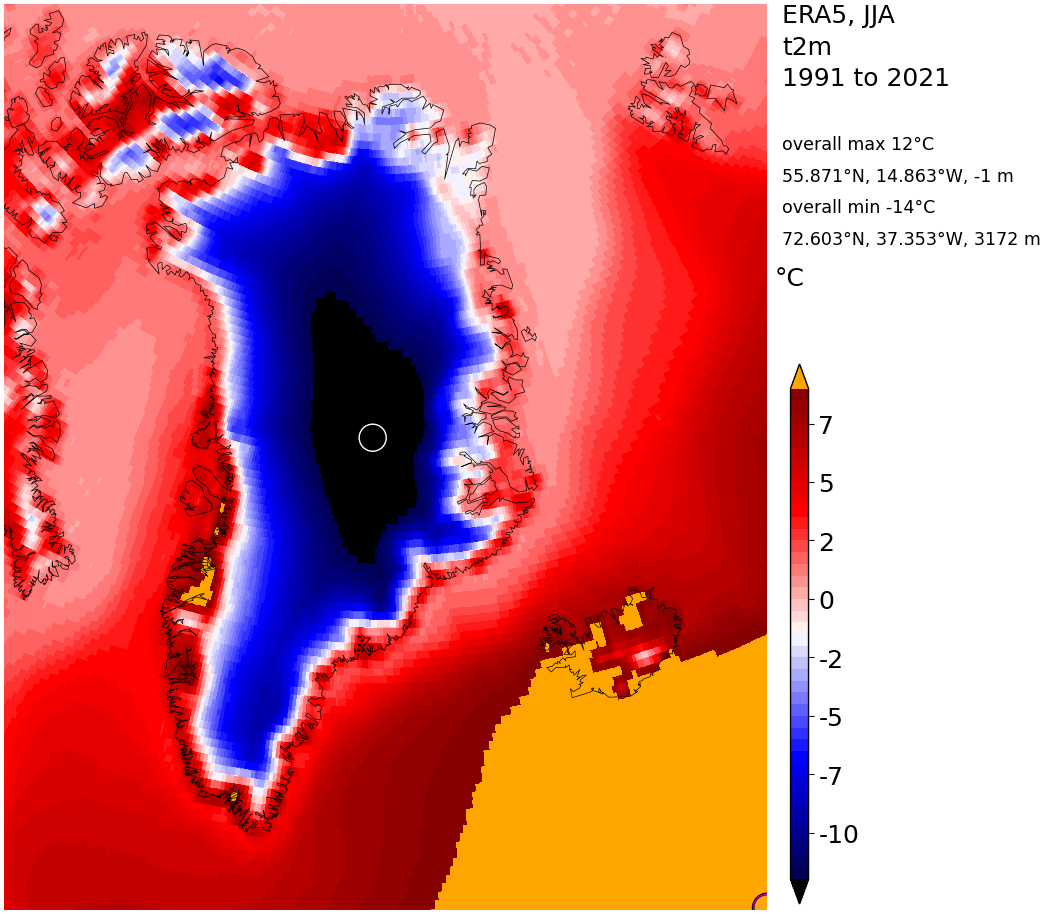 ERA5, JJA
t2m
1991 to 2021
overall max 12°C
55.871°N, 14.863°W, -1 m
overall min -14°C
72.603°N, 37.353°W, 3172 m
°C
7
5
2
0
-2
-5
-7
-10